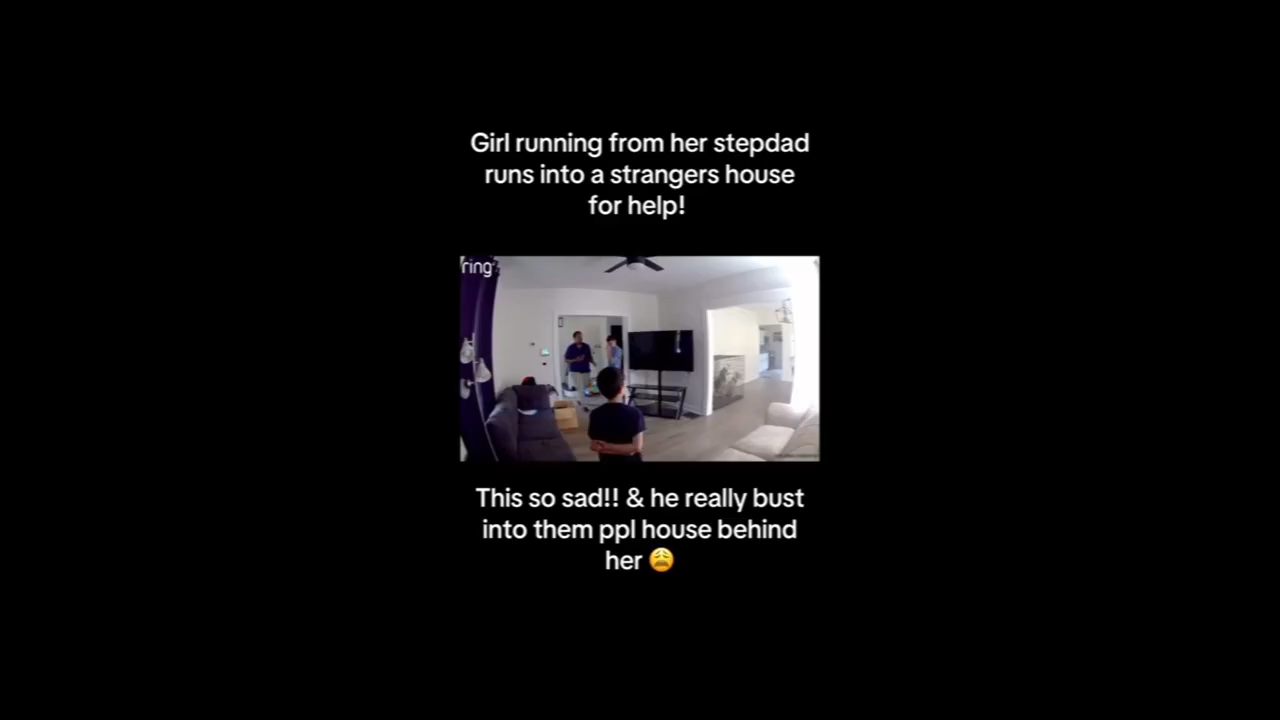 Girl running from her stepdad
runs into a strangers house
for help!
ring
This so sad!! & he really bust
into them ppl house behind
her 😩